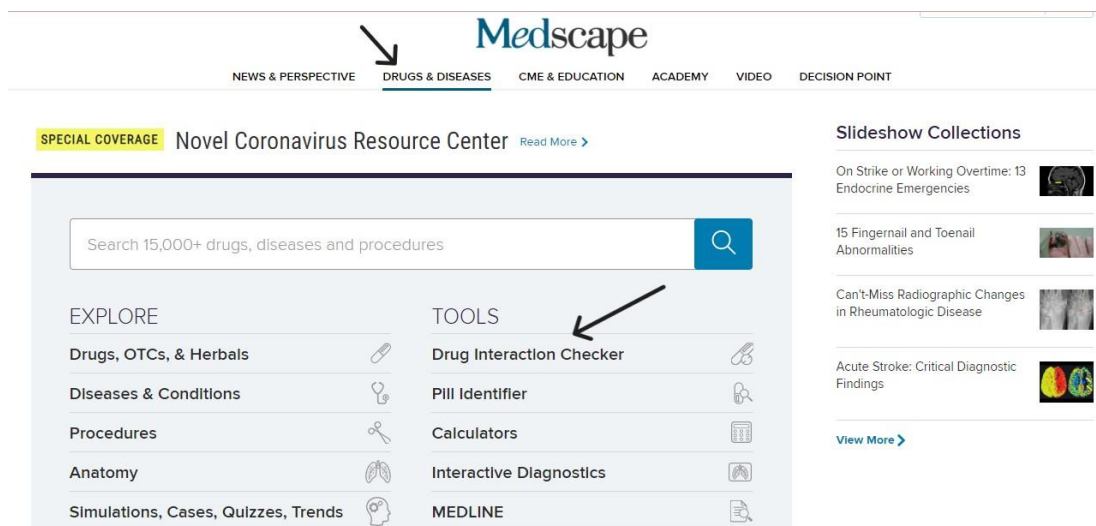 Medscape
NEWS & PERSPECTIVE DRUGS & DISEASES CME & EDUCATION ACADEMY VIDEO DECISION POINT
SPECIAL COVERAGE Novel Coronavirus Resource Center Read More >
Search 15,000+ drugs, diseases and procedures
EXPLORE
Drugs, OTCs, & Herbals
Diseases & Conditions
Procedures
Anatomy
Simulations, Cases, Quizzes, Trends
TOOLS
Drug Interaction Checker
Pill Identifier
Calculators
Interactive Diagnostics
MEDLINE
Slideshow Collections
On Strike or Working Overtime: 13
Endocrine Emergencies
15 Fingernail and Toenail
Abnormalities
Can't-Miss Radiographic Changes
in Rheumatologic Disease
Acute Stroke: Critical Diagnostic
Findings
View More >